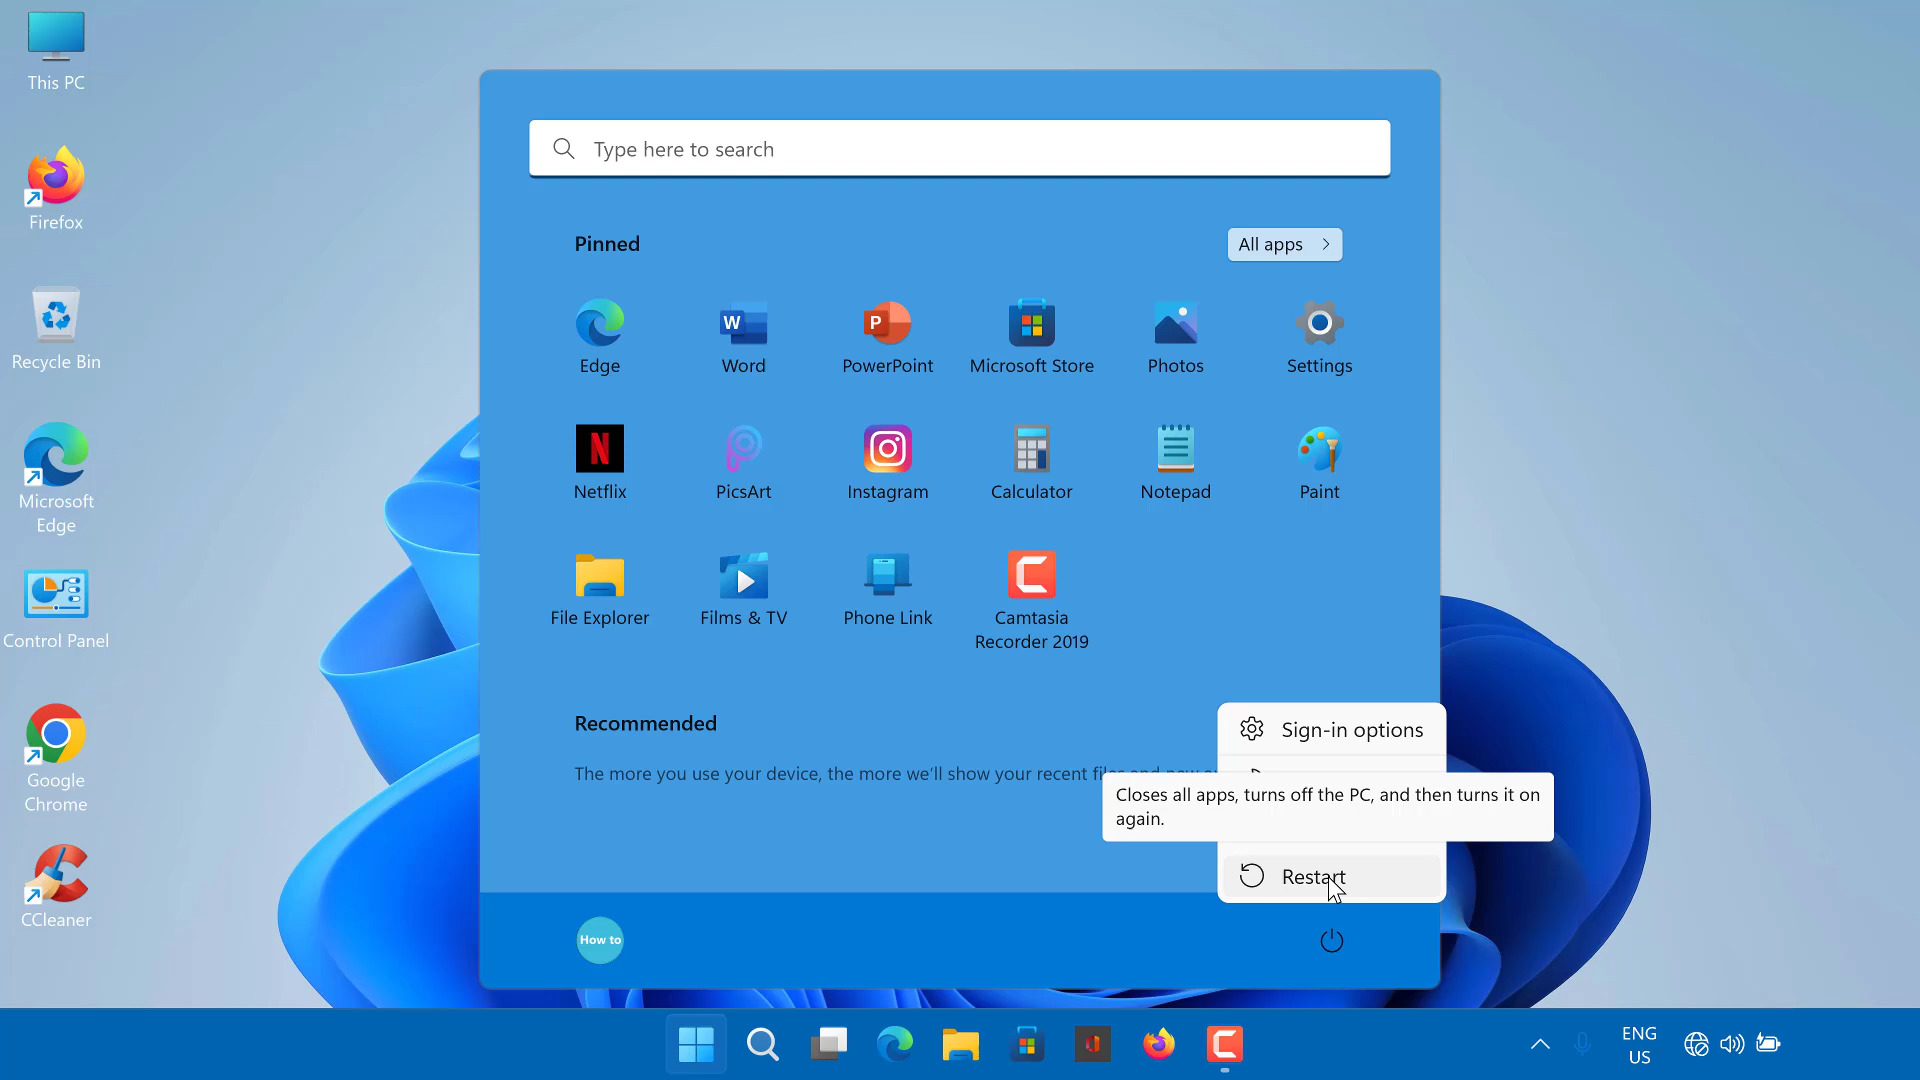 This PC
Firefox
Recycle Bin
Microsoft
Edge
Control Panel
Google
Chrome
CCleaner
Type here to search
Pinned
All apps
Edge
Word
PowerPoint
Microsoft Store
Photos
Settings
Netflix
PicsArt
Instagram
Calculator
Notepad
Paint
File Explorer
Films & TV
Phone Link
Camtasia
Recorder 2019
Recommended
The more you use your device, the more we'll show your recent
Sign-in options
Closes all apps, turns off the PC, and then turns it on
again.
Restart
How to
ENG
US